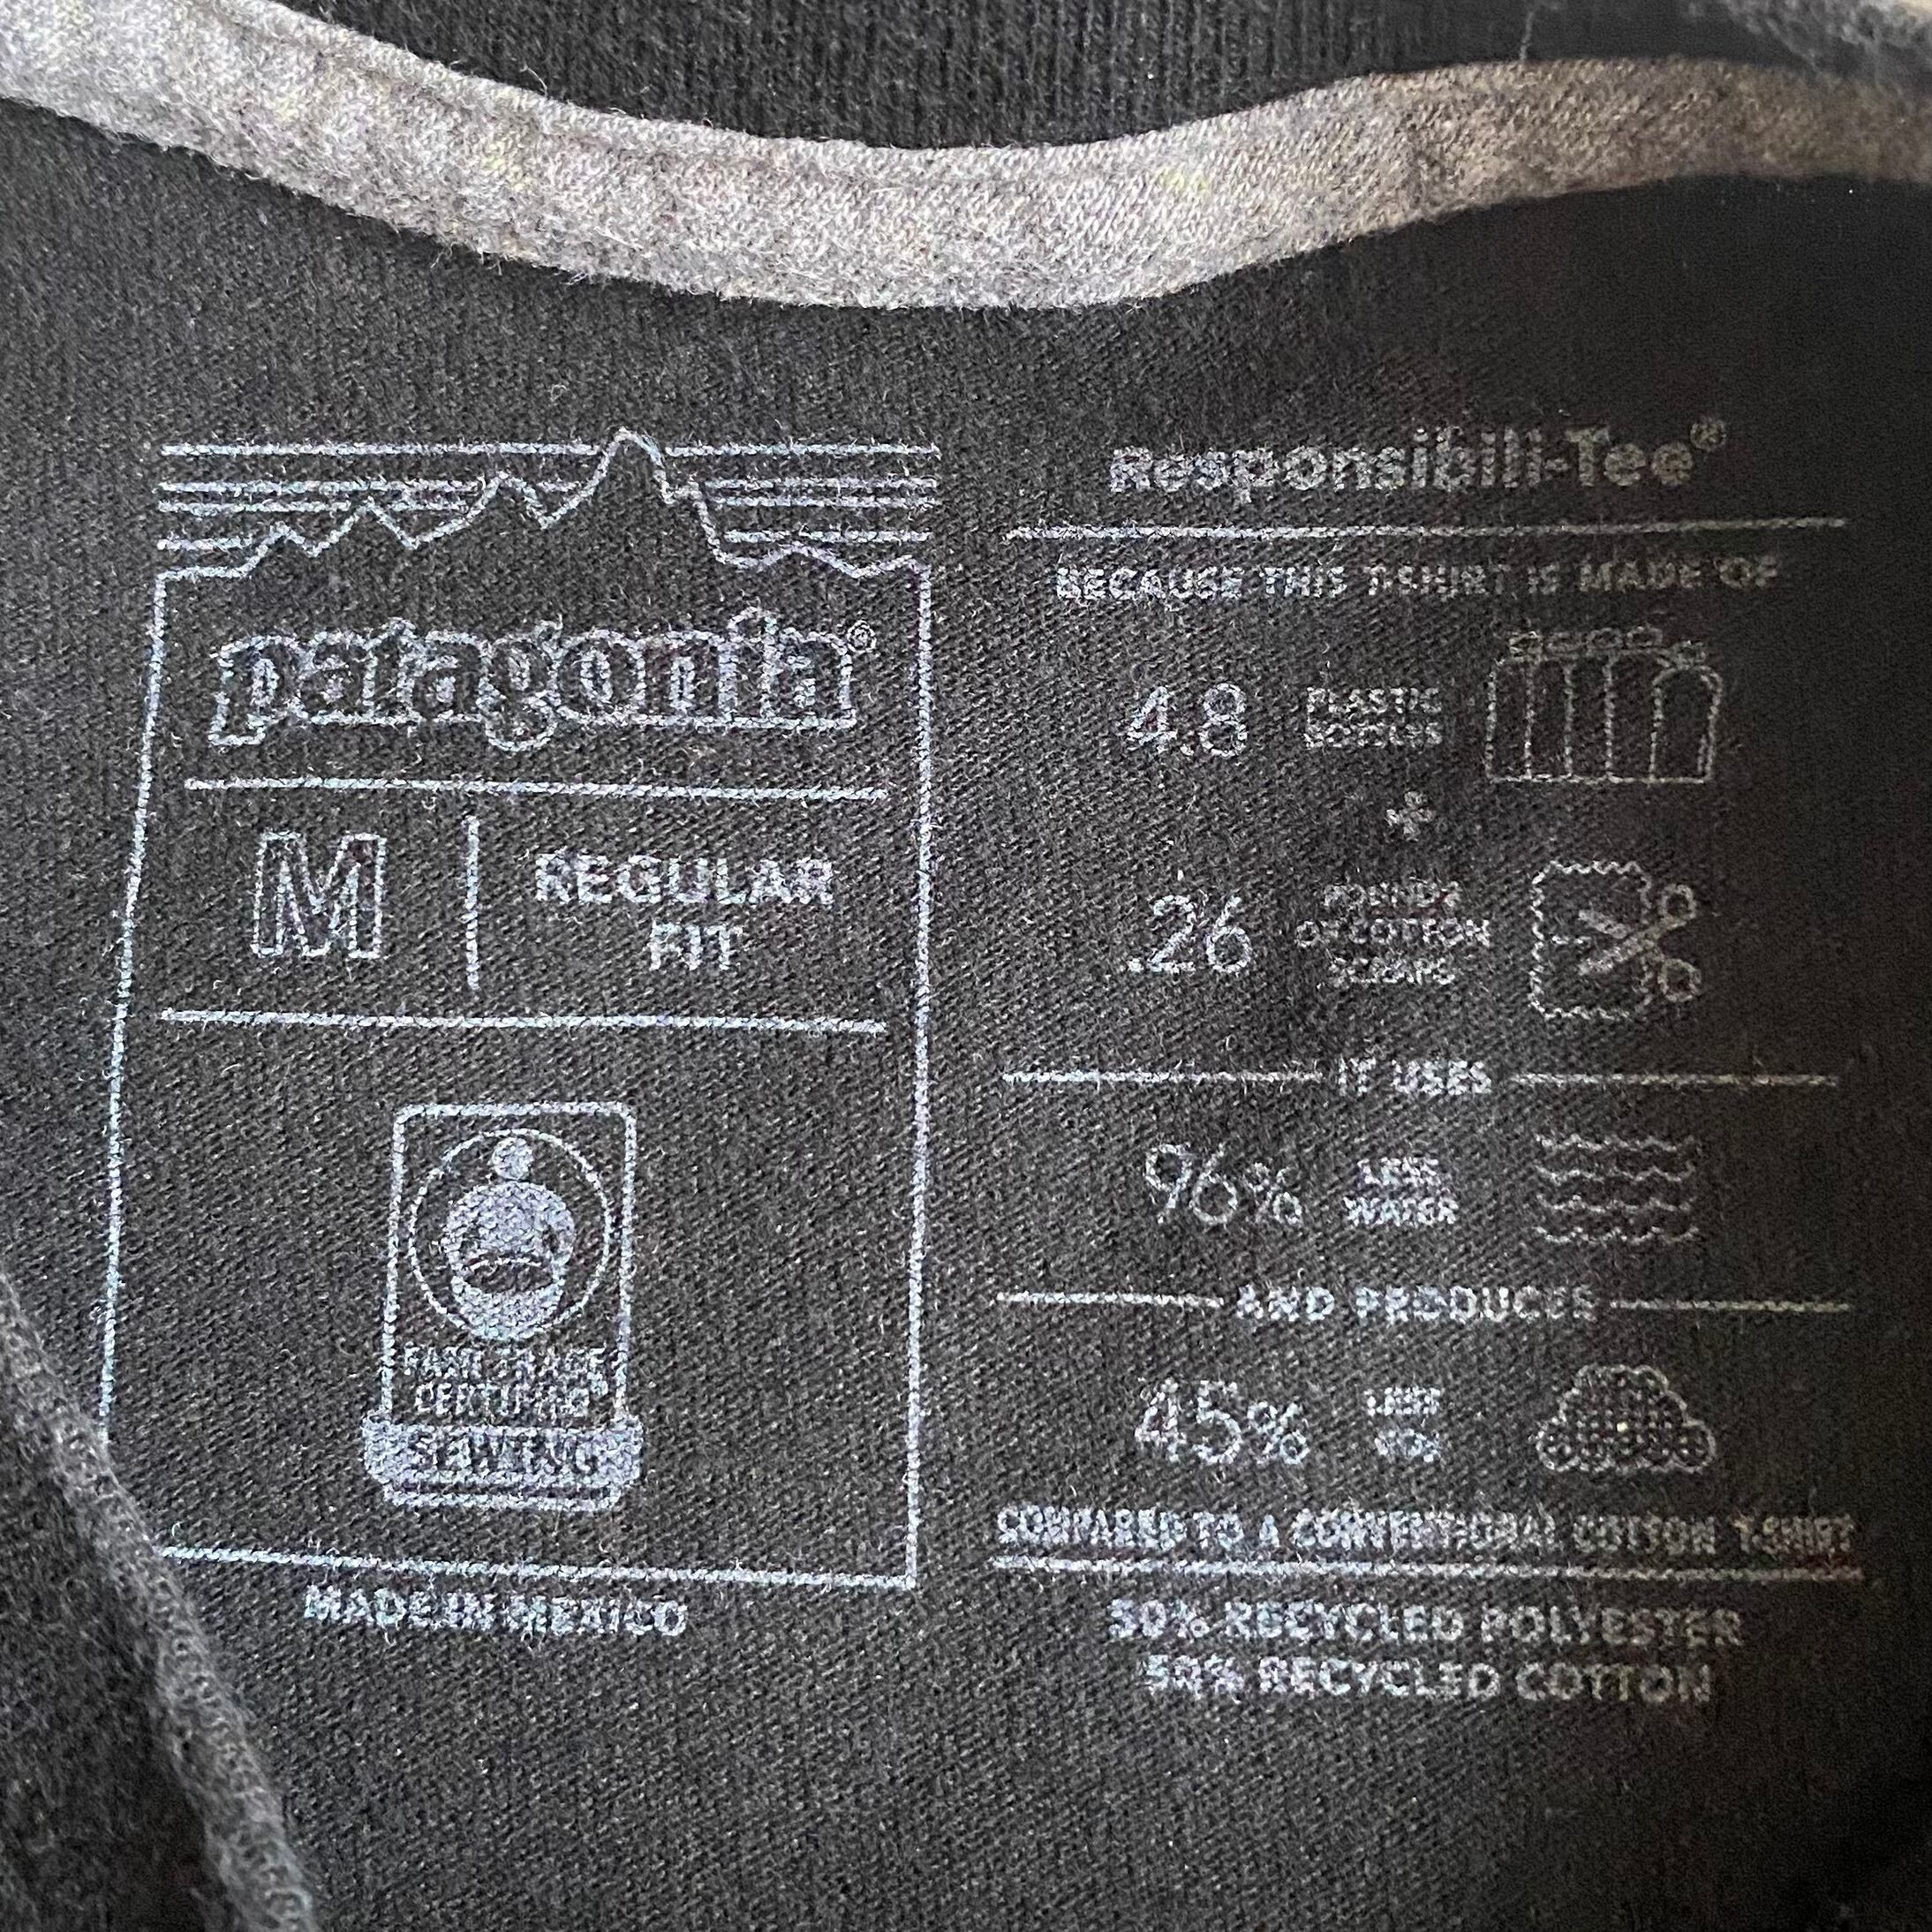 patagonia®
M
REGULAR
FIT
FAIR TRADE
CERTIFIED
SEWING
MADE IN MEXICO
Responsibili-Tee®
BECAUSE THIS T-SHIRT IS MADE OF
4.8
PLASTIC
BOTTLES
+
.26
POUNDS
OF COTTON
SCRAPS
IT USES
96%
LESS
WATER
AND PRODUCES
45%
LESS
CO₂
COMPARED TO A CONVENTIONAL COTTON T-SHIRT
50% RECYCLED POLYESTER
50% RECYCLED COTTON